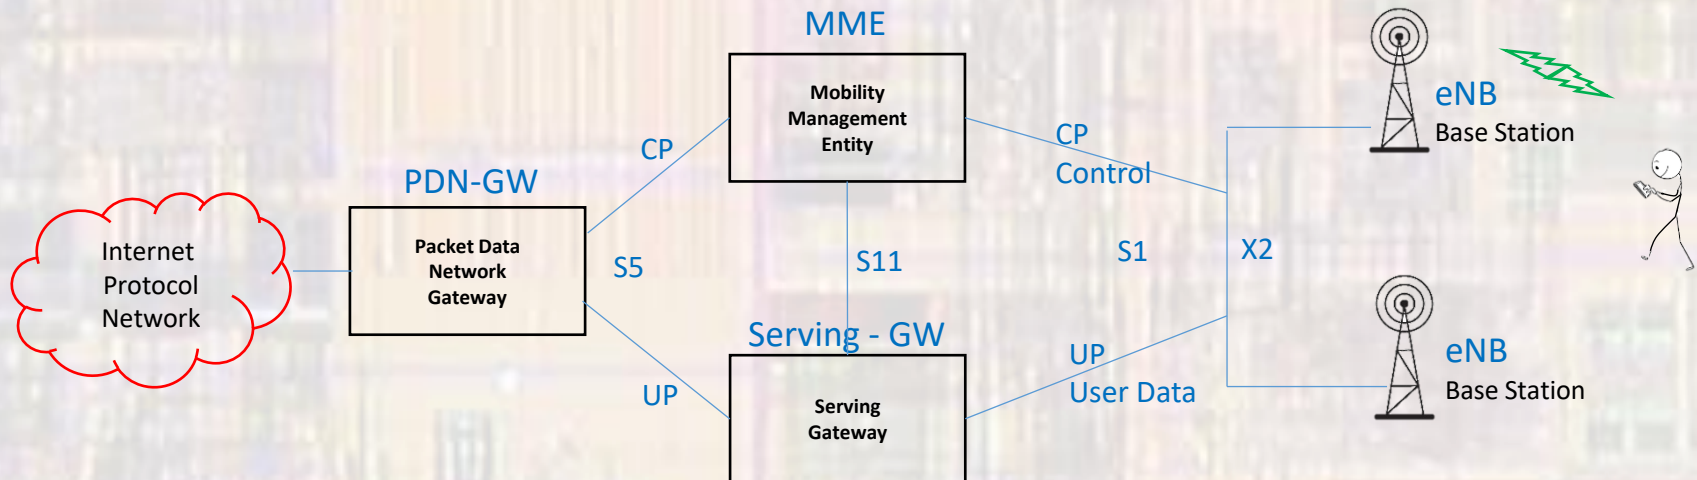 MME
Mobility
Management
Entity
eNB
Base Station
CP
CP
Control
PDN-GW
Internet
Protocol
Network
Packet Data
Network
Gateway
S5
S11
S1
X2
Serving - GW
UP
User Data
eNB
Base Station
UP
Serving
Gateway